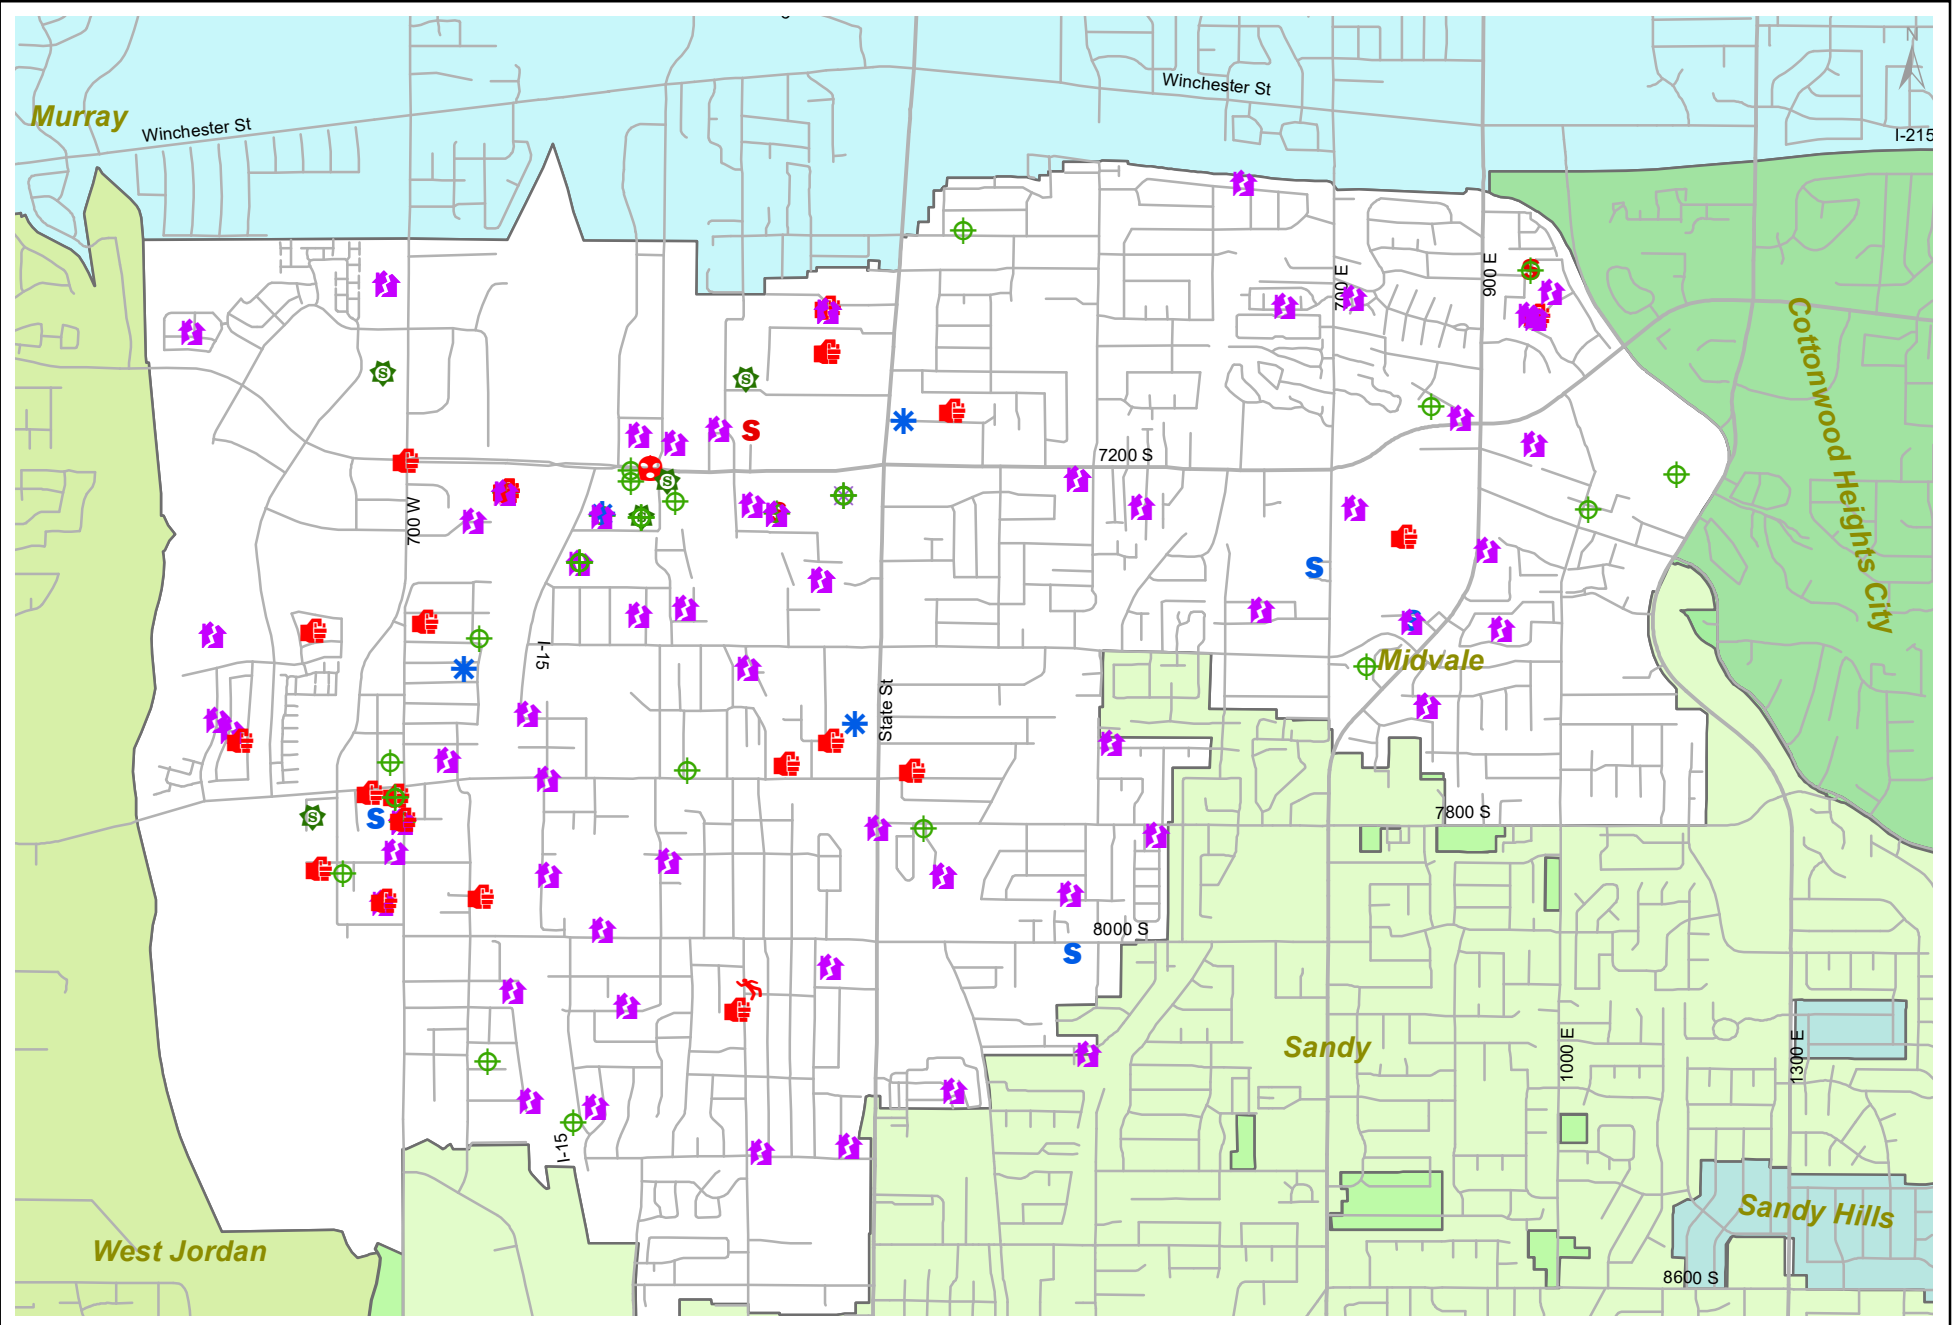 Winchester St
Murray
Winchester St
I-215
700 E
900 E
Cottonwood Heights City
S
S
S
7200 S
S
700 W
S
S
I-15
S
Midvale
State St
7800 S
S
S
8000 S
S
Sandy
1000 E
1300 E
I-15
Sandy Hills
West Jordan
8600 S